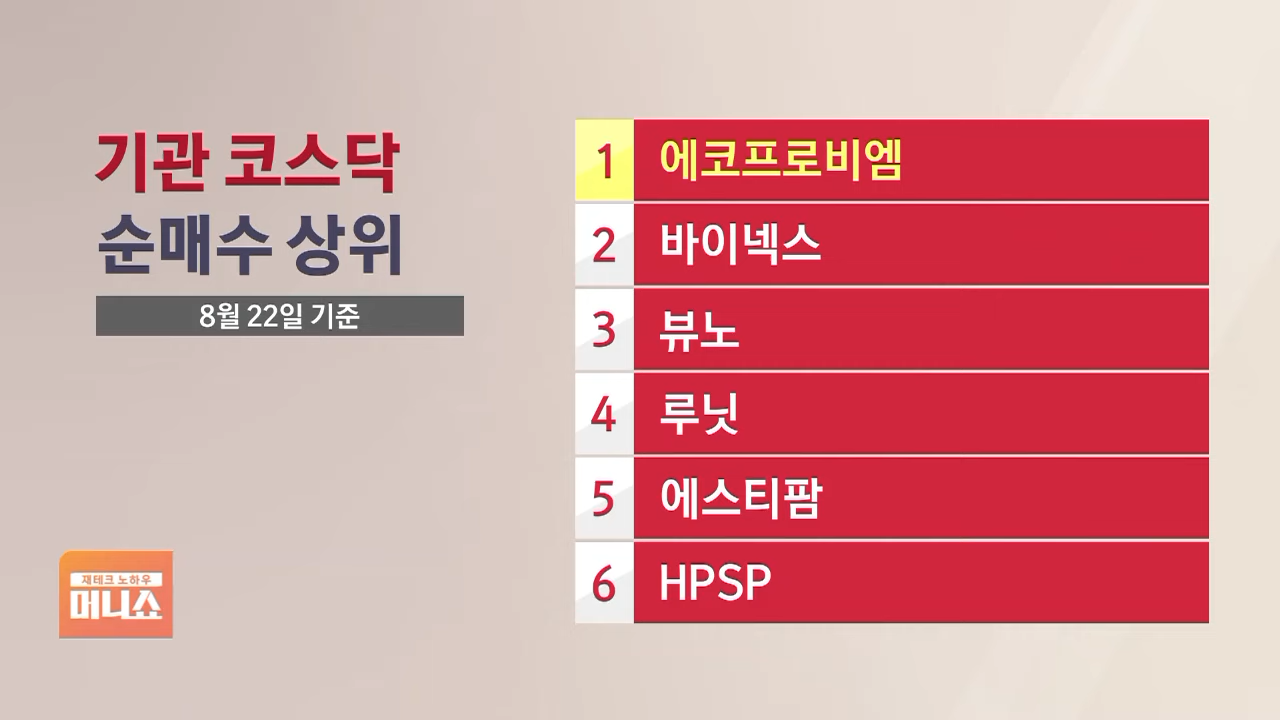 기관 코스닥
순매수 상위
8월 22일 기준
1 에코프로비엠
2 바이넥스
3 뷰노
4 루닛
5 에스티팜
6 HPSP
재테크 노하우
머니쇼